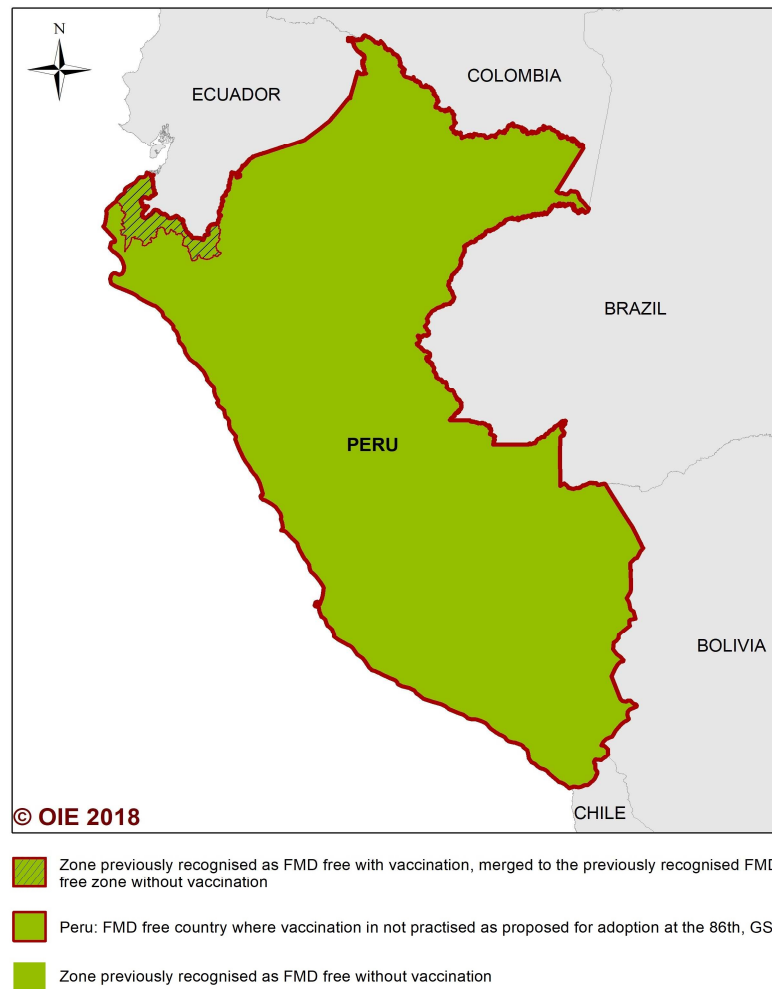 N
COLOMBIA
ECUADOR
BRAZIL
PERU
BOLIVIA
© OIE 2018
CHILE
Zone previously recognised as FMD free with vaccination, merged to the previously recognised FMD
free zone without vaccination
Peru: FMD free country where vaccination in not practised as proposed for adoption at the 86th, GS
Zone previously recognised as FMD free without vaccination